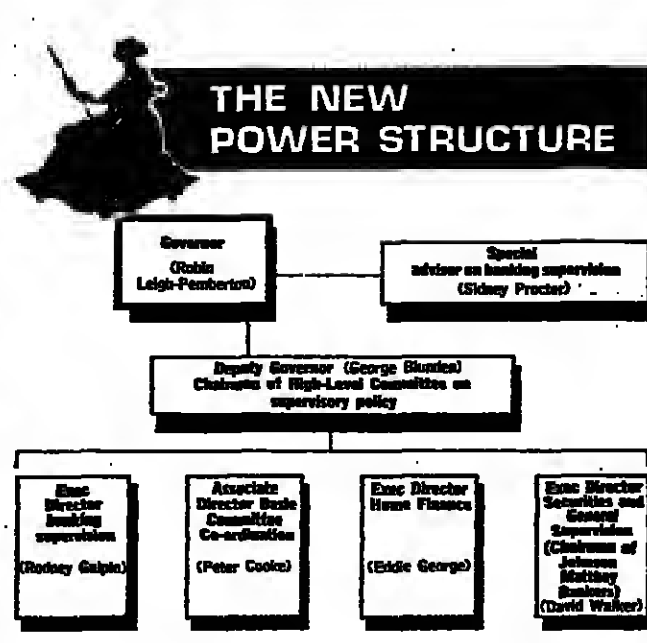 THE NEW
POWER STRUCTURE
Governor
(Robin
Leigh-Pemberton)
Special
adviser on banking supervision
(Sidney Procter)
Deputy Governor (George Blunden)
Chairman of High-Level Committee on
supervisory policy
Exec
Director
banking
supervision
(Rodney Galpin)
Associate
Director Basle
Committee
Co-ordination
(Peter Cooke)
Exec Director
Home Finance
(Eddie George)
Exec Director
Securities and
General
Supervision
(Chairman of
Johnson
Matthey
Bankers)
(David Walker)